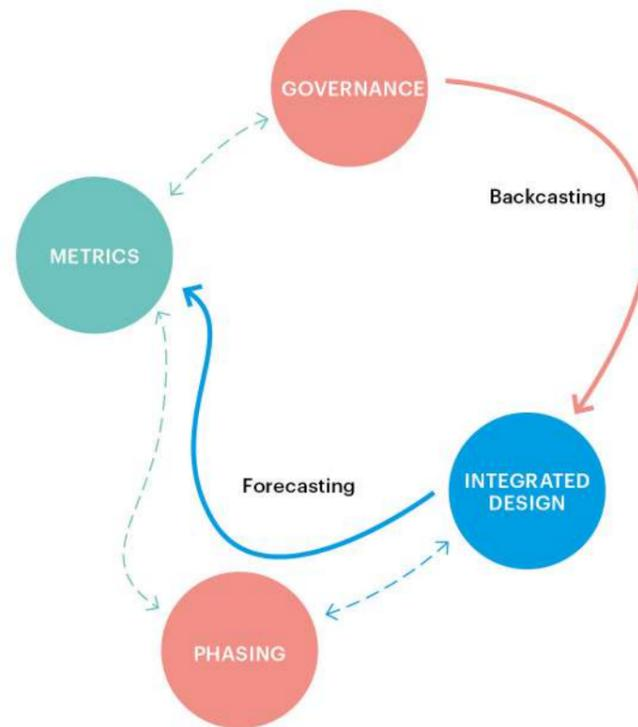 GOVERNANCE
Backcasting
METRICS
Forecasting
INTEGRATED
DESIGN
PHASING